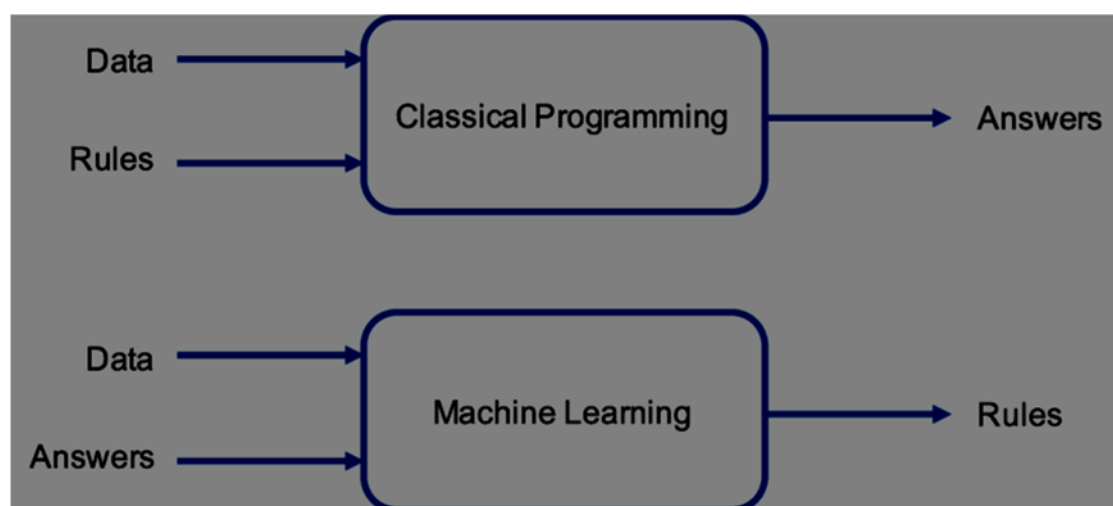 Data
Rules
Classical Programming
Answers
Data
Answers
Machine Learning
Rules